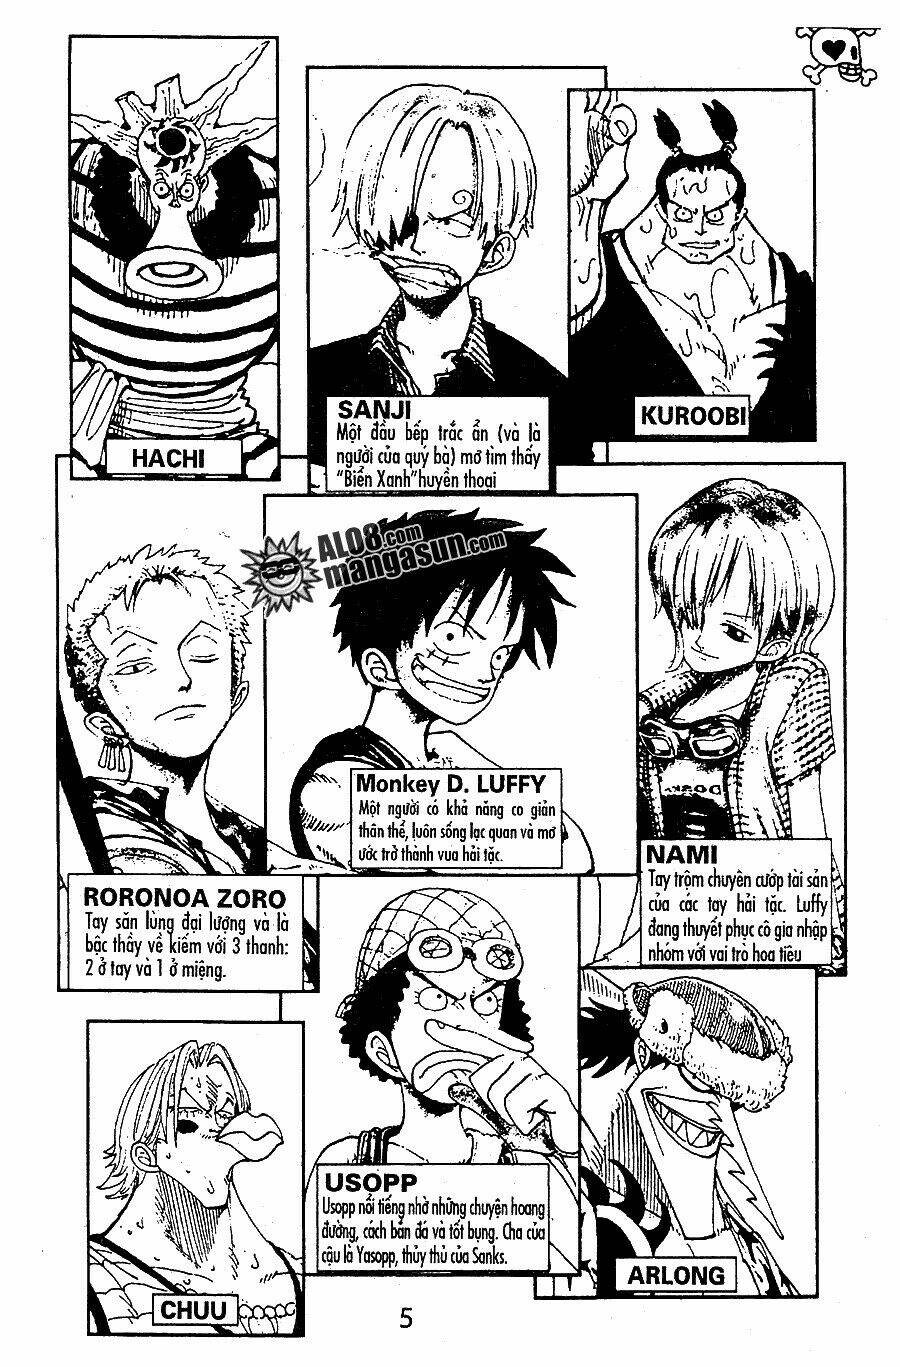 HACHI
SANJI
Một đầu bếp trắc ẩn (và là
người của quý bà) mơ tìm thấy
"Biển Xanh"huyền thoại
KUROOBI
ALO8.com
mangasun.com
RORONOA ZORO
Tay săn lùng đại lướng và là
bậc thầy về kiếm với 3 thanh:
2 ở tay và 1 ở miệng.
Monkey D. LUFFY
Một người có khả năng co giản
thân thể, luôn sống lạc quan và mơ
ước trở thành vua hải tặc.
NAMI
Tay trộm chuyên cướp tài sản
của các tay hải tặc. Luffy
đang thuyết phục cô gia nhập
nhóm với vai trò hoa tiêu
CHUU
USOPP
Usopp nổi tiếng nhờ những chuyện hoang
đường, cách bắn đá và tốt bụng. Cha của
cậu là Yasopp, thủy thủ của Sanks.
ARLONG
5